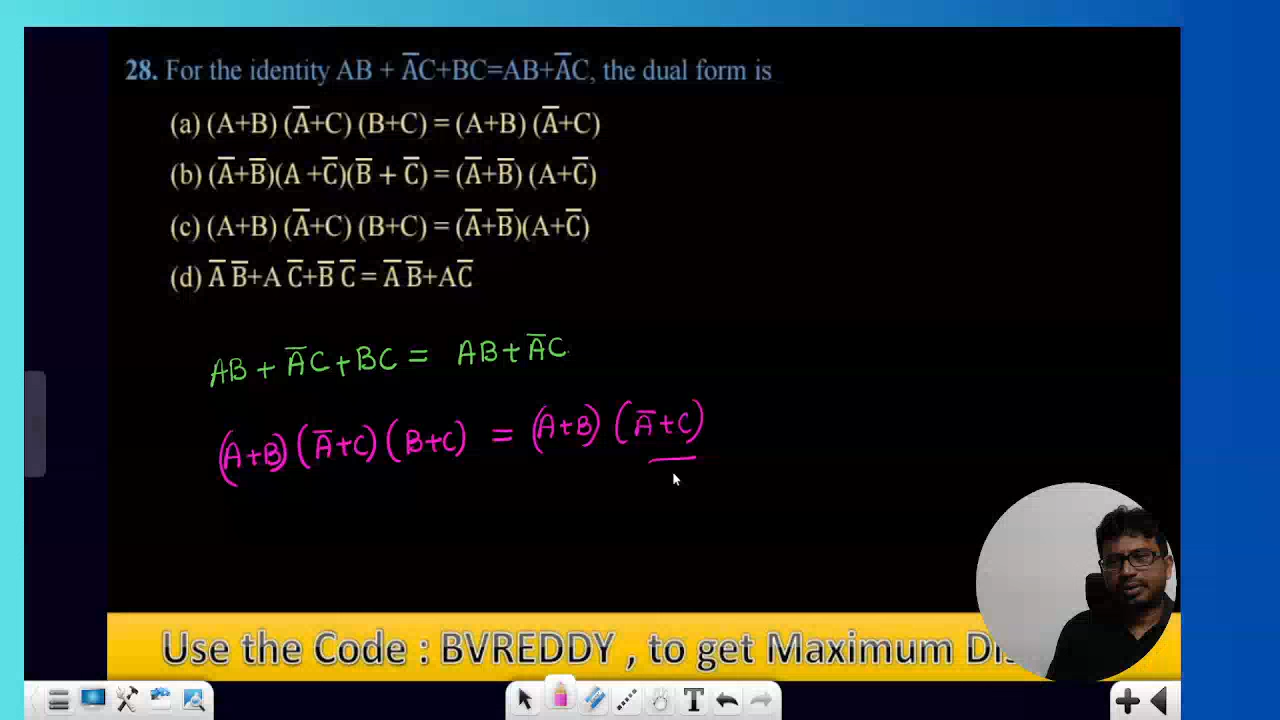 28. For the identity AB + A̅C+BC=AB+A̅C, the dual form is
(a) (A+B) (A̅+C) (B+C) = (A+B) (A̅+C)
(b) (A̅+B̅)(A +C̅)(B̅ + C̅) = (A̅+B̅) (A+C̅)
(c) (A+B) (A̅+C) (B+C) = (A̅+B̅)(A+C̅)
(d) A̅ B̅+A C̅+B̅ C̅ = A̅ B̅+AC̅
AB + A̅C + BC = AB + A̅C
(A+B) (A̅+C) (B+C) = (A+B) (A̅+C)
Use the Code : BVREDDY , to get Maximum
T